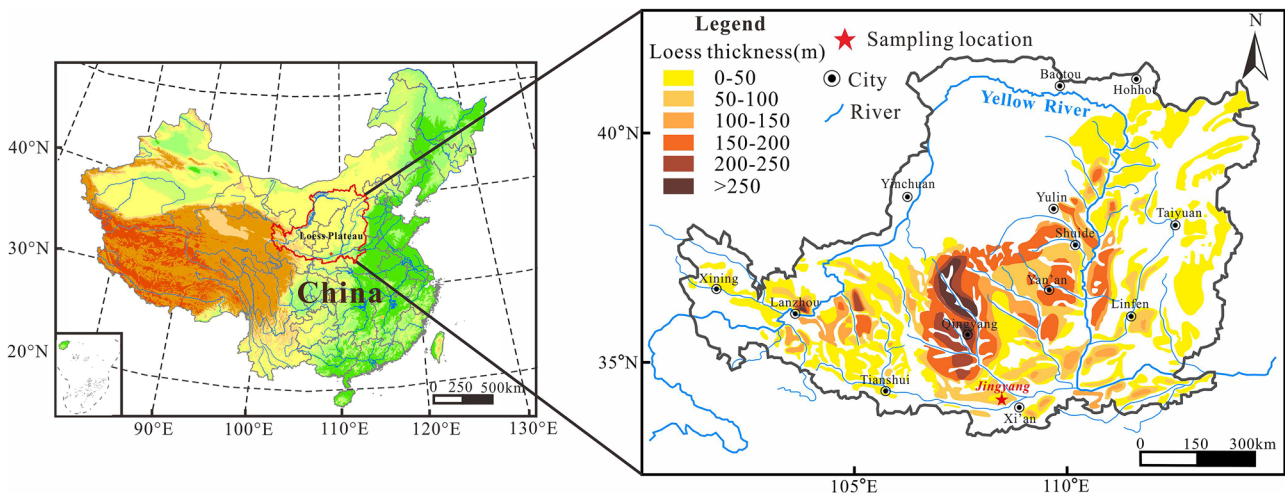 40°N
30°N
20°N
90°E
100°E
110°E
120°E
130°E
Loess Plateau
China
0 250 500km
Legend
Loess thickness(m)
0-50
50-100
100-150
150-200
200-250
>250
Sampling location
City
River
N
40°N
35°N
105°E
110°E
Baotou
Hohhot
Yellow River
Yinchuan
Yulin
Taiyuan
Shuide
Xining
Yan'an
Lanzhou
Linfen
Qingyang
Tianshui
Jingyang
Xi'an
0 150 300km